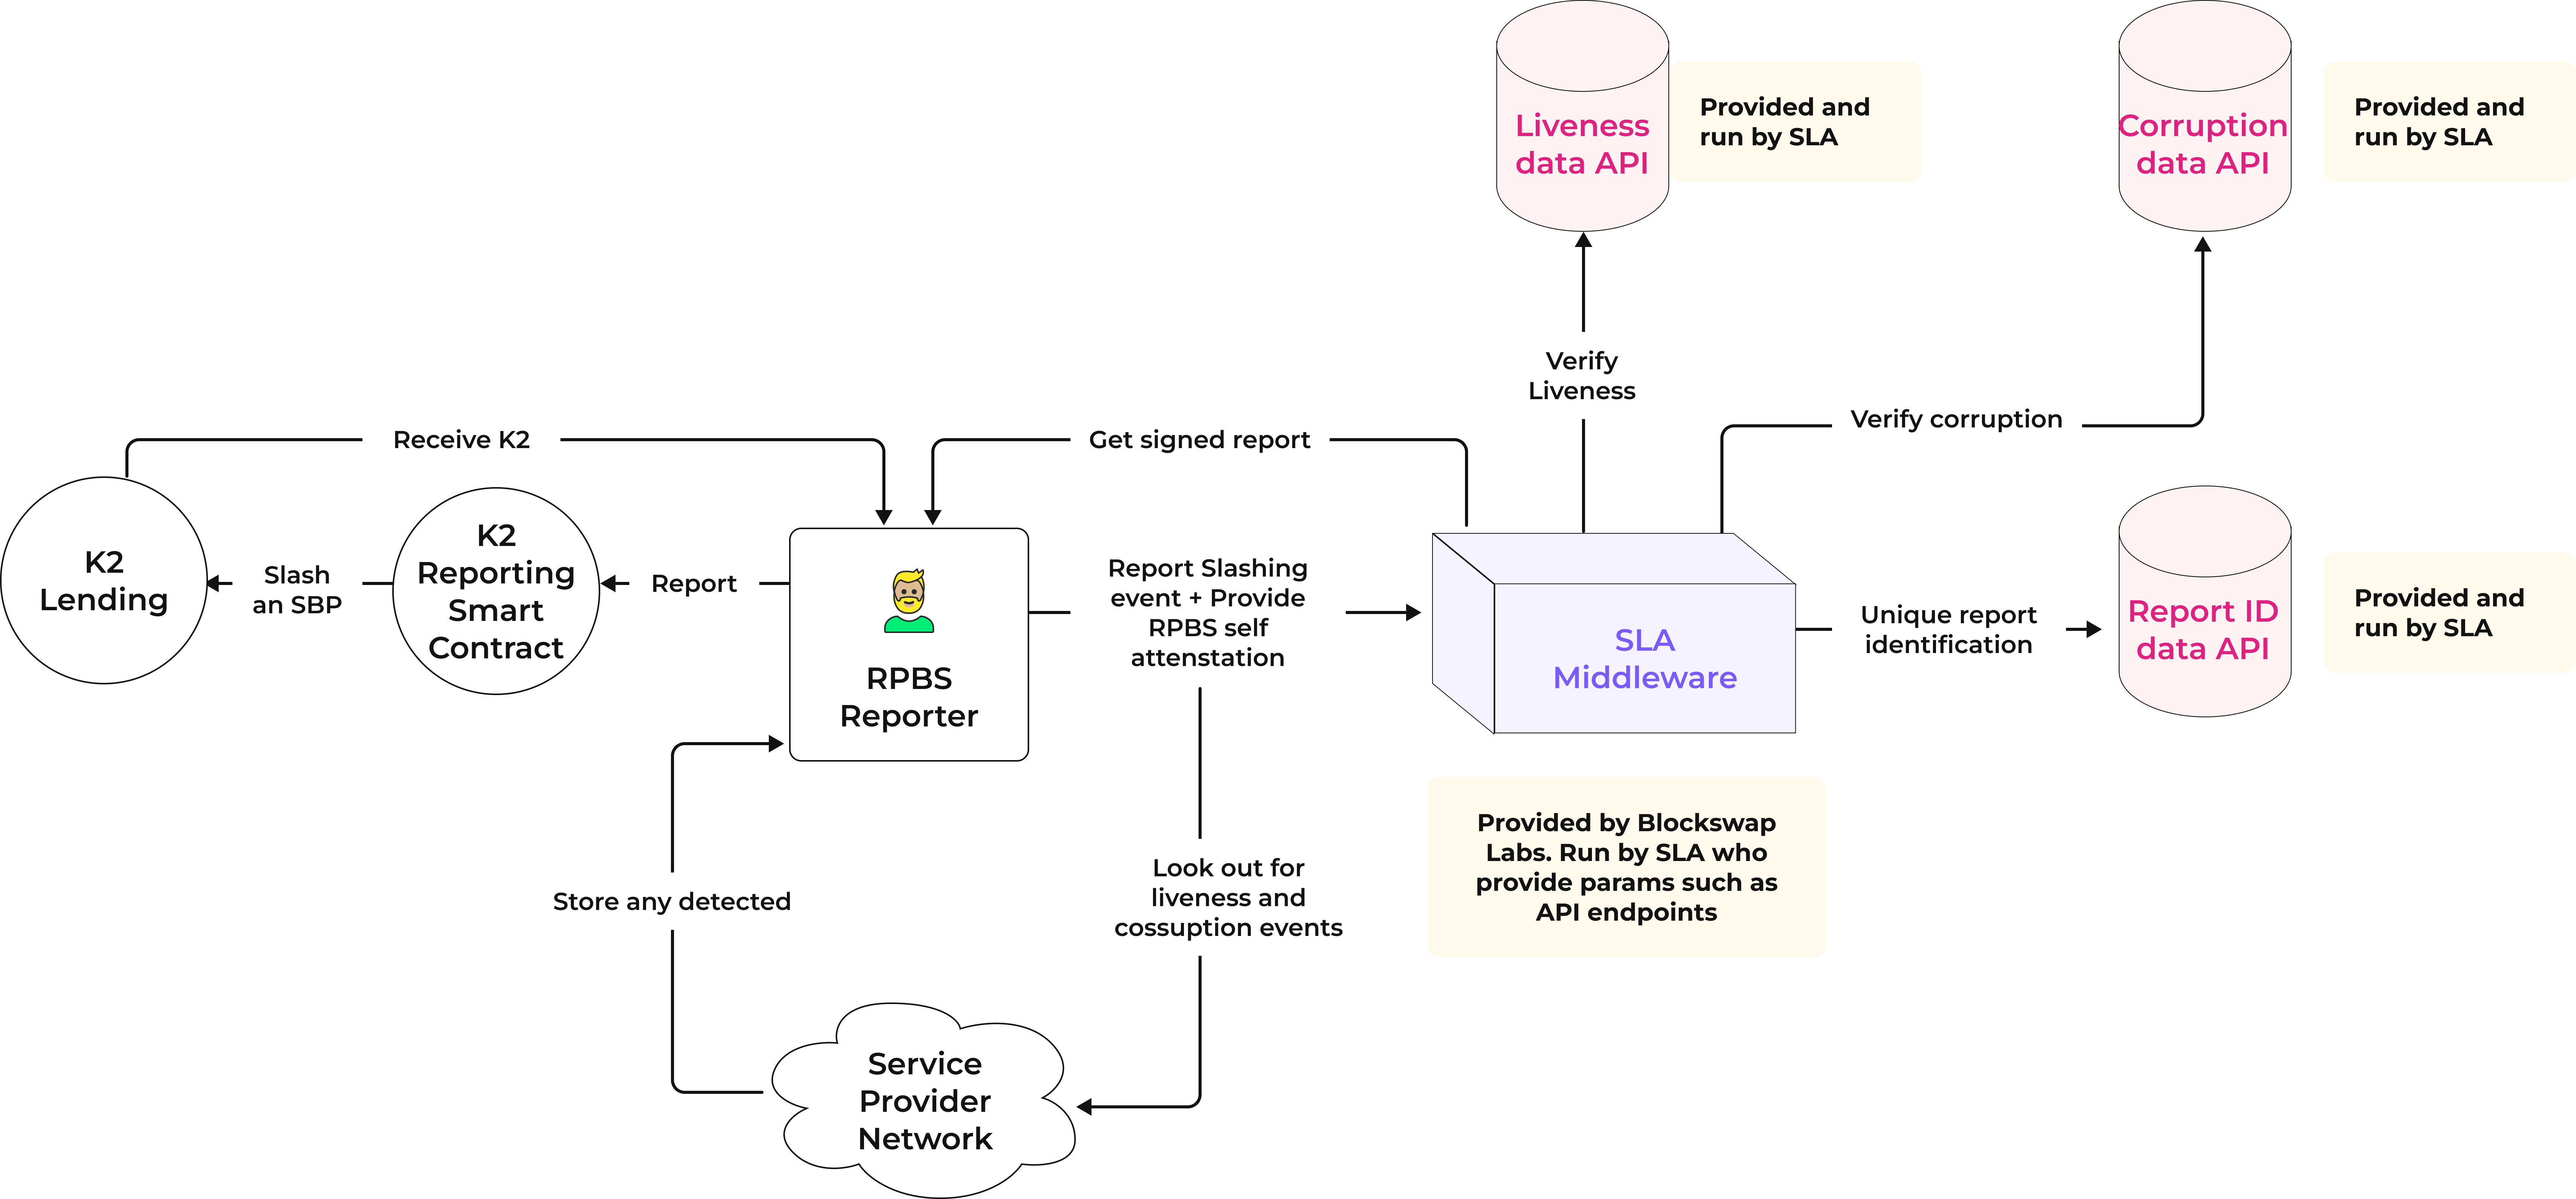 Liveness
data API
Provided and
run by SLA
Corruption
data API
Provided and
run by SLA
Verify
Liveness
Verify corruption
Receive K2
Get signed report
K2
Lending
Slash
an SBP
K2
Reporting
Smart
Contract
Report
RPBS
Reporter
Report Slashing
event + Provide
RPBS self
attenstation
SLA
Middleware
Unique report
identification
Report ID
data API
Provided and
run by SLA
Provided by Blockswap
Labs. Run by SLA who
provide params such as
API endpoints
Store any detected
Look out for
liveness and
cossuption events
Service
Provider
Network